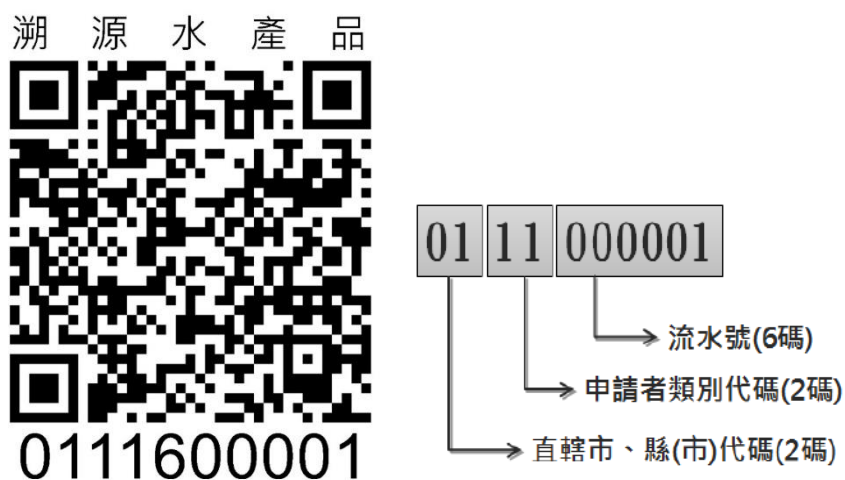 溯源水產品
0111600001
01 11 000001
流水號(6碼)
申請者類別代碼(2碼)
直轄市、縣(市)代碼(2碼)